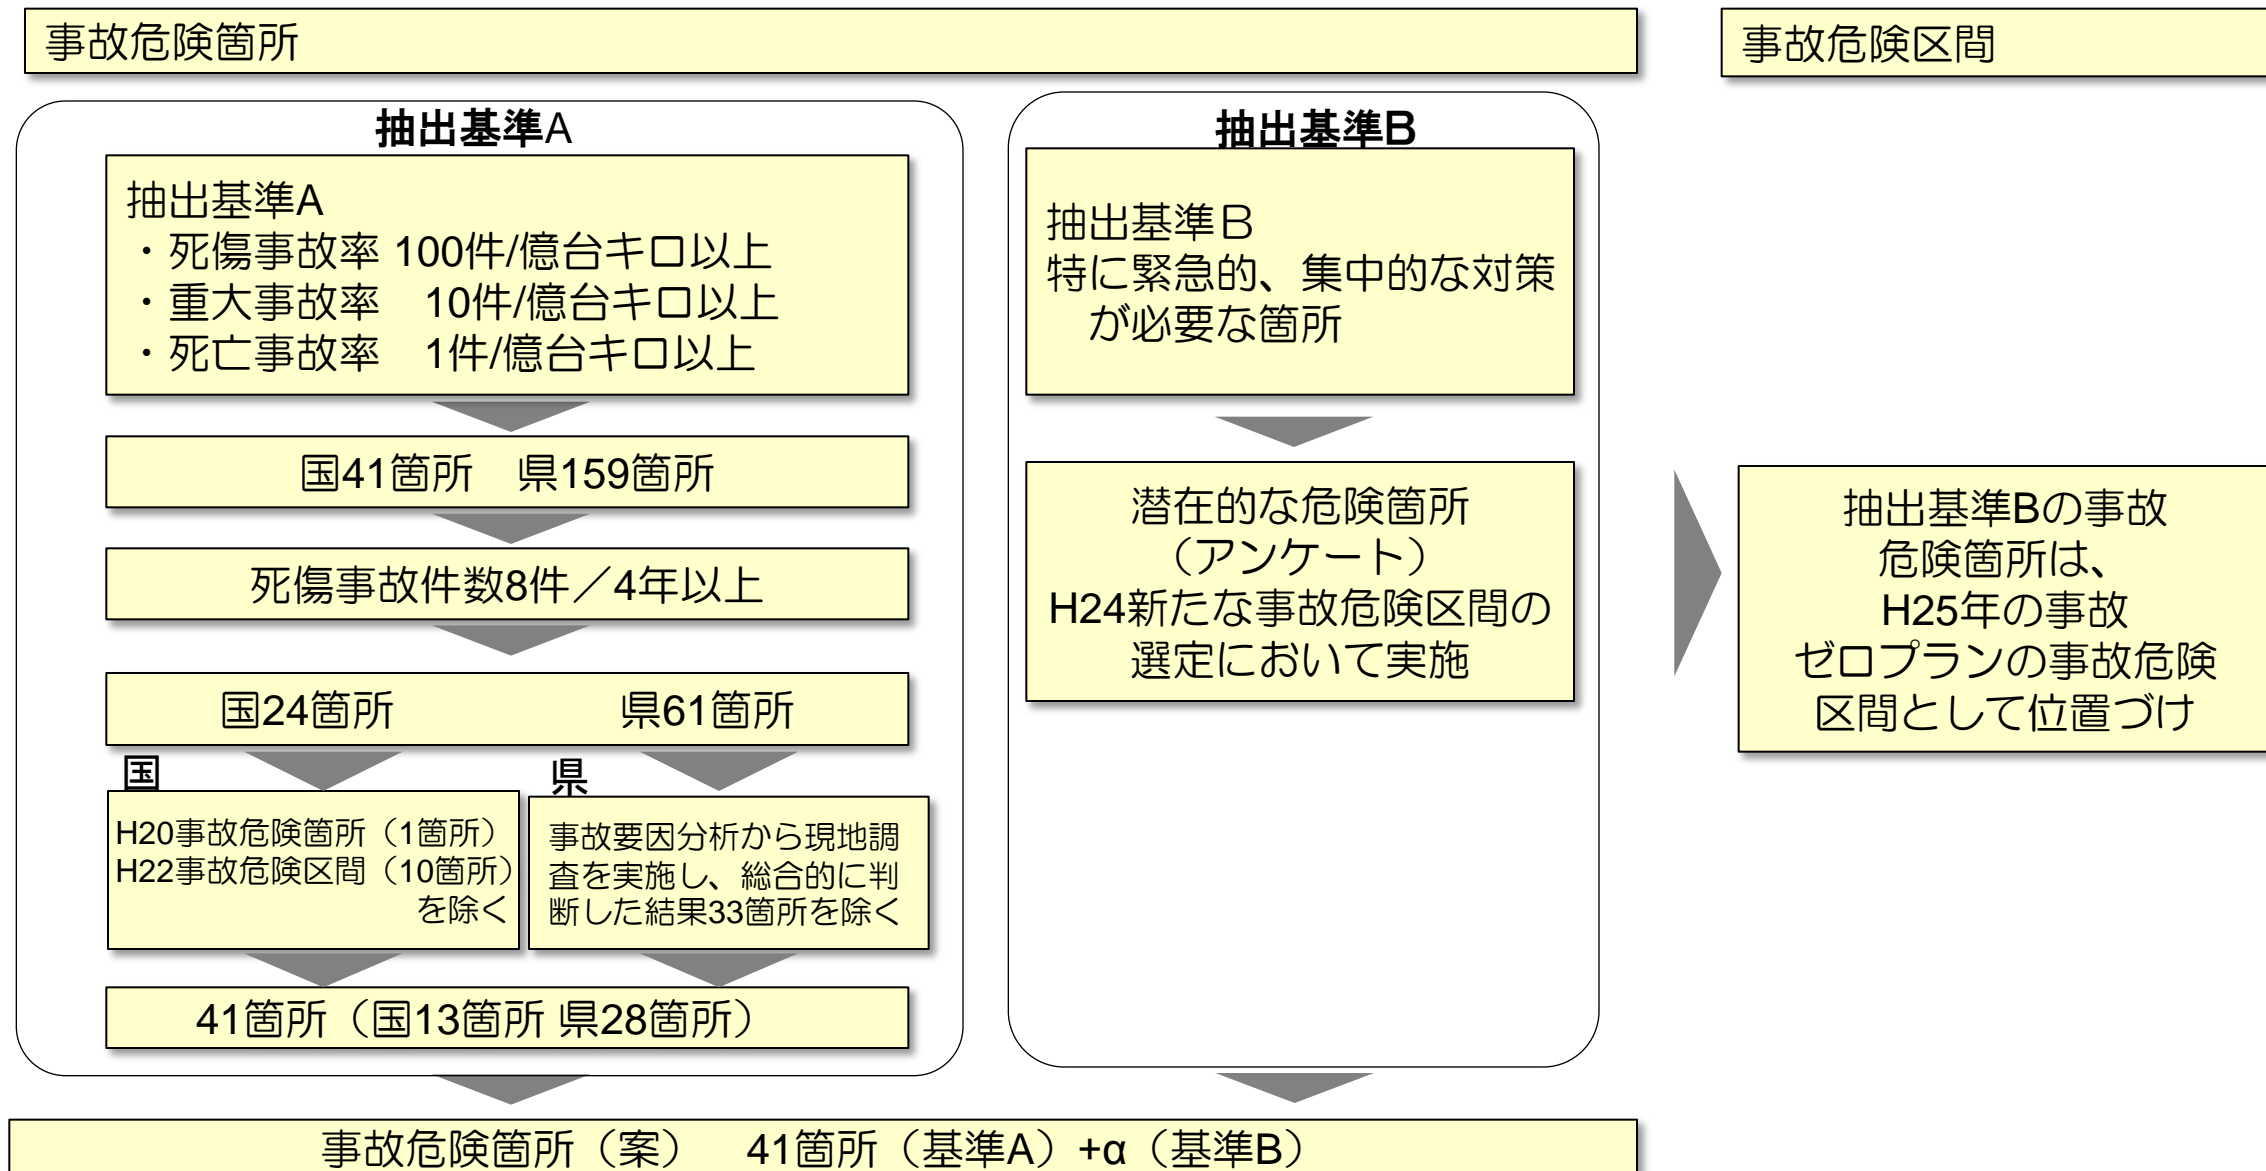 事故危険箇所
事故危険区間
抽出基準A
抽出基準A
・死傷事故率 100件/億台キロ以上
・重大事故率　10件/億台キロ以上
・死亡事故率　1件/億台キロ以上
国41箇所　県159箇所
死傷事故件数8件／4年以上
国24箇所　県61箇所
国
H20事故危険箇所（1箇所）
H22事故危険区間（10箇所）
を除く
県
事故要因分析から現地調
査を実施し、総合的に判
断した結果33箇所を除く
41箇所（国13箇所 県28箇所）
抽出基準B
抽出基準Ｂ
特に緊急的、集中的な対策
が必要な箇所
潜在的な危険箇所
（アンケート）
H24新たな事故危険区間の
選定において実施
抽出基準Bの事故
危険箇所は、
H25年の事故
ゼロプランの事故危険
区間として位置づけ
事故危険箇所（案）　41箇所（基準A）+α（基準B）